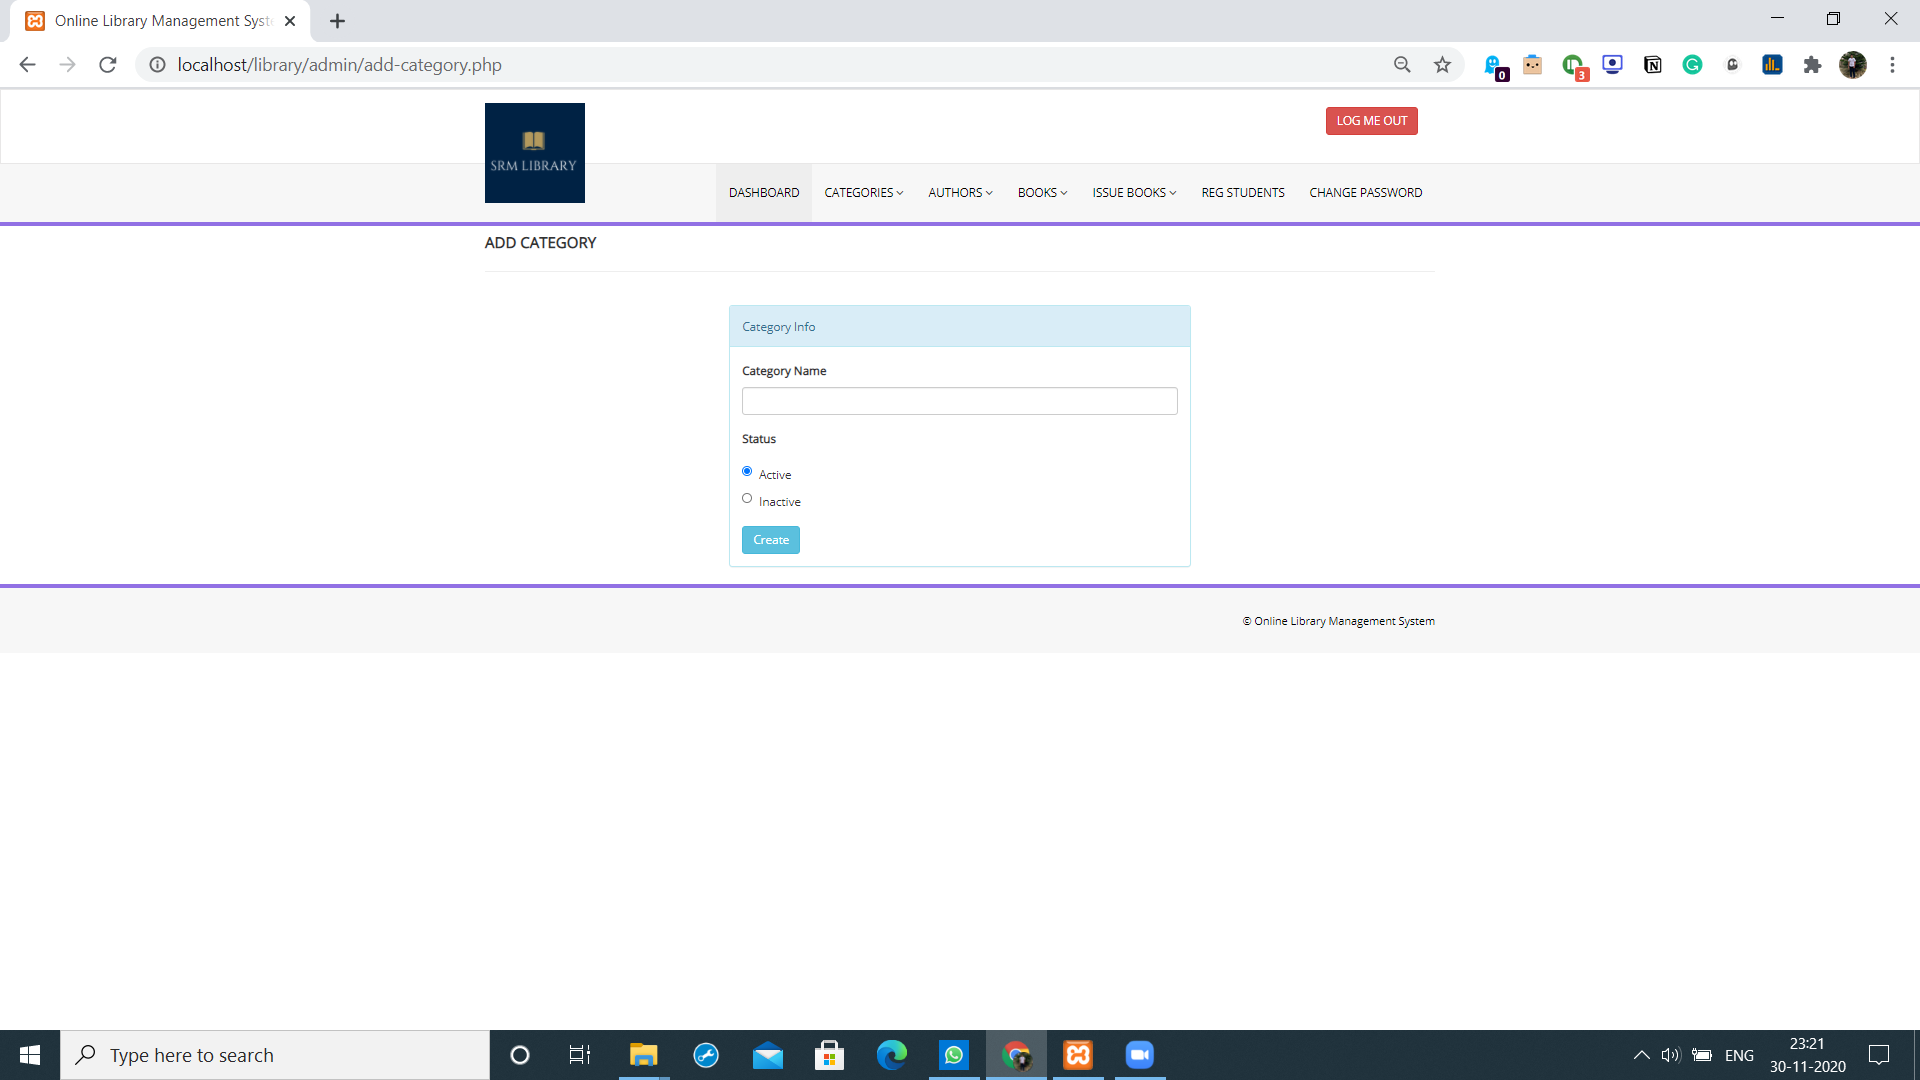 Online Library Management Syst
localhost/library/admin/add-category.php
0
3
SRM LIBRARY
LOG ME OUT
DASHBOARD CATEGORIES AUTHORS BOOKS ISSUE BOOKS REG STUDENTS CHANGE PASSWORD
ADD CATEGORY
Category Info
Category Name
Status
Active
Inactive
Create
© Online Library Management System
Type here to search
ENG
23:21
30-11-2020